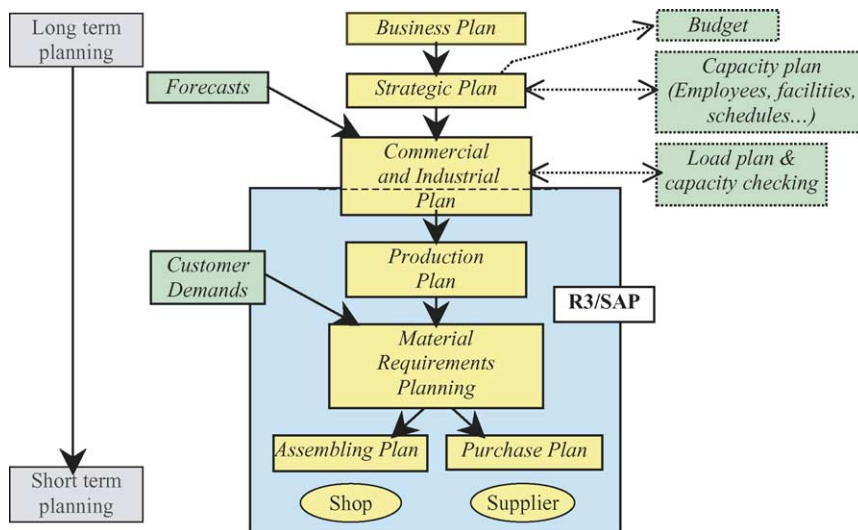 Long term
planning
Business Plan
Budget
Forecasts
Strategic Plan
Capacity plan
(Employees, facilities,
schedules...)
Commercial
and Industrial
Plan
Load plan &
capacity checking
Customer
Demands
Production
Plan
R3/SAP
Material
Requirements
Planning
Assembling Plan
Purchase Plan
Short term
planning
Shop
Supplier